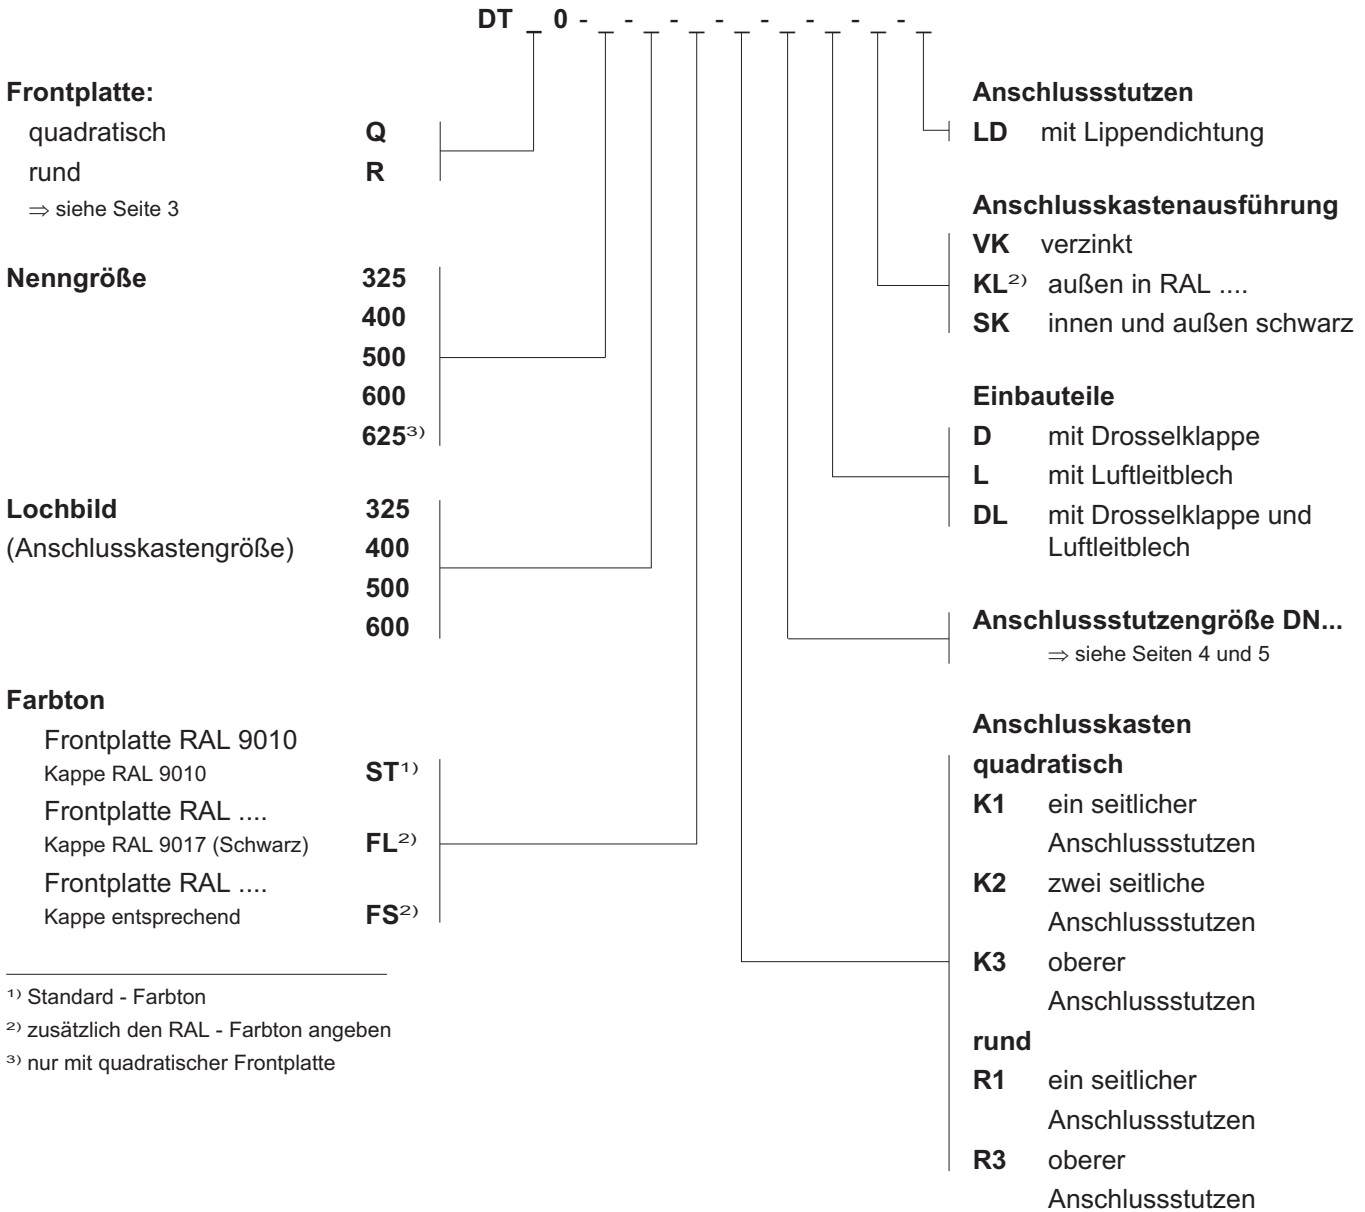 DT _ 0 - _ - _ - _ - _ - _ - _ - _ - _
Frontplatte:
quadratisch Q
rund R
⇒ siehe Seite 3
Nenngröße 325
400
500
600
625³⁾
Lochbild 325
(Anschlusskastengröße) 400
500
600
Farbton
Frontplatte RAL 9010
Kappe RAL 9010 ST¹⁾
Frontplatte RAL ....
Kappe RAL 9017 (Schwarz) FL²⁾
Frontplatte RAL ....
Kappe entsprechend FS²⁾
¹⁾ Standard - Farbton
²⁾ zusätzlich den RAL - Farbton angeben
³⁾ nur mit quadratischer Frontplatte
Anschlussstutzen
LD mit Lippendichtung
Anschlusskastenausführung
VK verzinkt
KL²⁾ außen in RAL ....
SK innen und außen schwarz
Einbauteile
D mit Drosselklappe
L mit Luftleitblech
DL mit Drosselklappe und
Luftleitblech
Anschlussstutzengröße DN...
⇒ siehe Seiten 4 und 5
Anschlusskasten
quadratisch
K1 ein seitlicher
Anschlussstutzen
K2 zwei seitliche
Anschlussstutzen
K3 oberer
Anschlussstutzen
rund
R1 ein seitlicher
Anschlussstutzen
R3 oberer
Anschlussstutzen